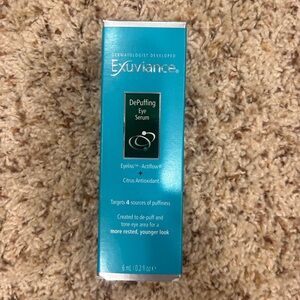 DERMATOLOGIST DEVELOPED
Exuviance®
DePuffing
Eye
Serum
Eyeliss™ · Actiflow®
+
Citrus Antioxidant
Targets 4 sources of puffiness
Created to de-puff and
tone eye area for a
more rested, younger look
6 mL / 0.2 fl oz e